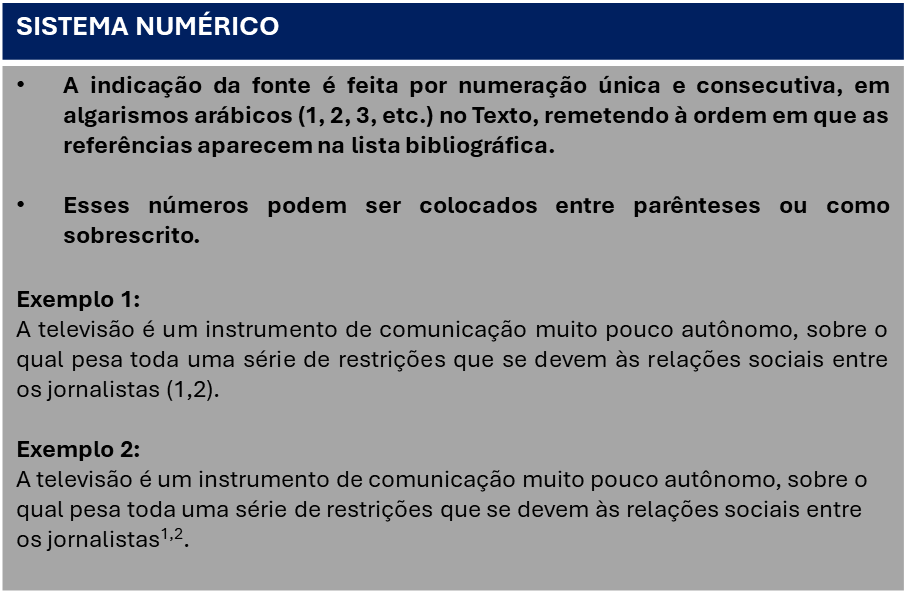 SISTEMA NUMÉRICO
• A indicação da fonte é feita por numeração única e consecutiva, em
algarismos arábicos (1, 2, 3, etc.) no Texto, remetendo à ordem em que as
referências aparecem na lista bibliográfica.
• Esses números podem ser colocados entre parênteses ou como
sobrescrito.
Exemplo 1:
A televisão é um instrumento de comunicação muito pouco autônomo, sobre o
qual pesa toda uma série de restrições que se devem às relações sociais entre
os jornalistas (1,2).
Exemplo 2:
A televisão é um instrumento de comunicação muito pouco autônomo, sobre o
qual pesa toda uma série de restrições que se devem às relações sociais entre
os jornalistas¹,².